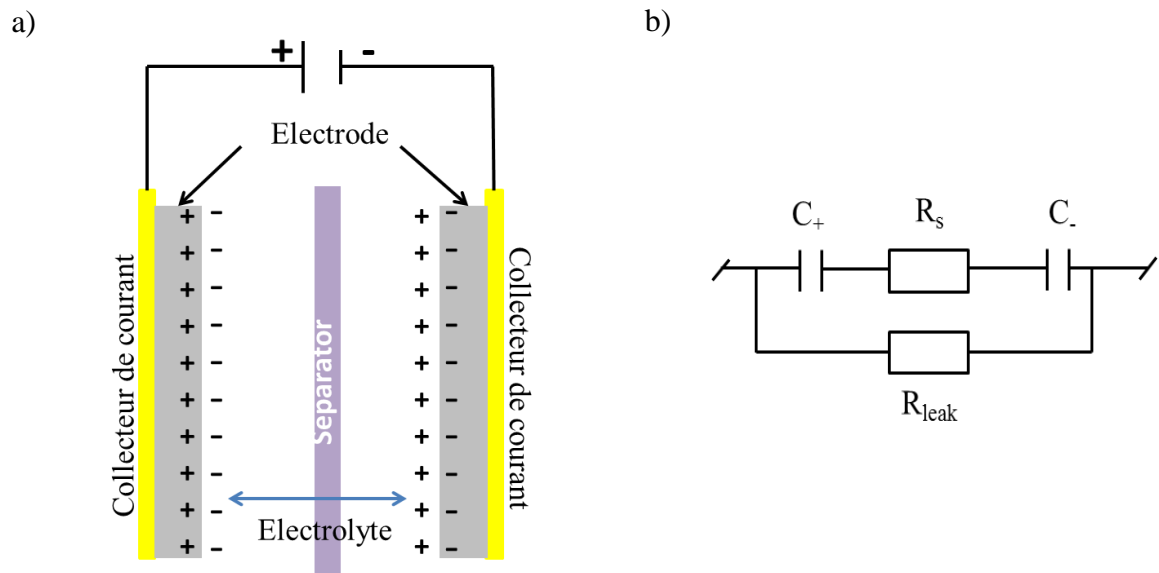 a)
+ -
Electrode
+ - + -
+ - + -
+ - + -
+ - + -
+ - + -
+ - + -
+ - + -
+ - + -
+ - + -
+ - + -
Collecteur de courant
Separator
Collecteur de courant
Electrolyte
b)
C+ Rs C-
Rleak